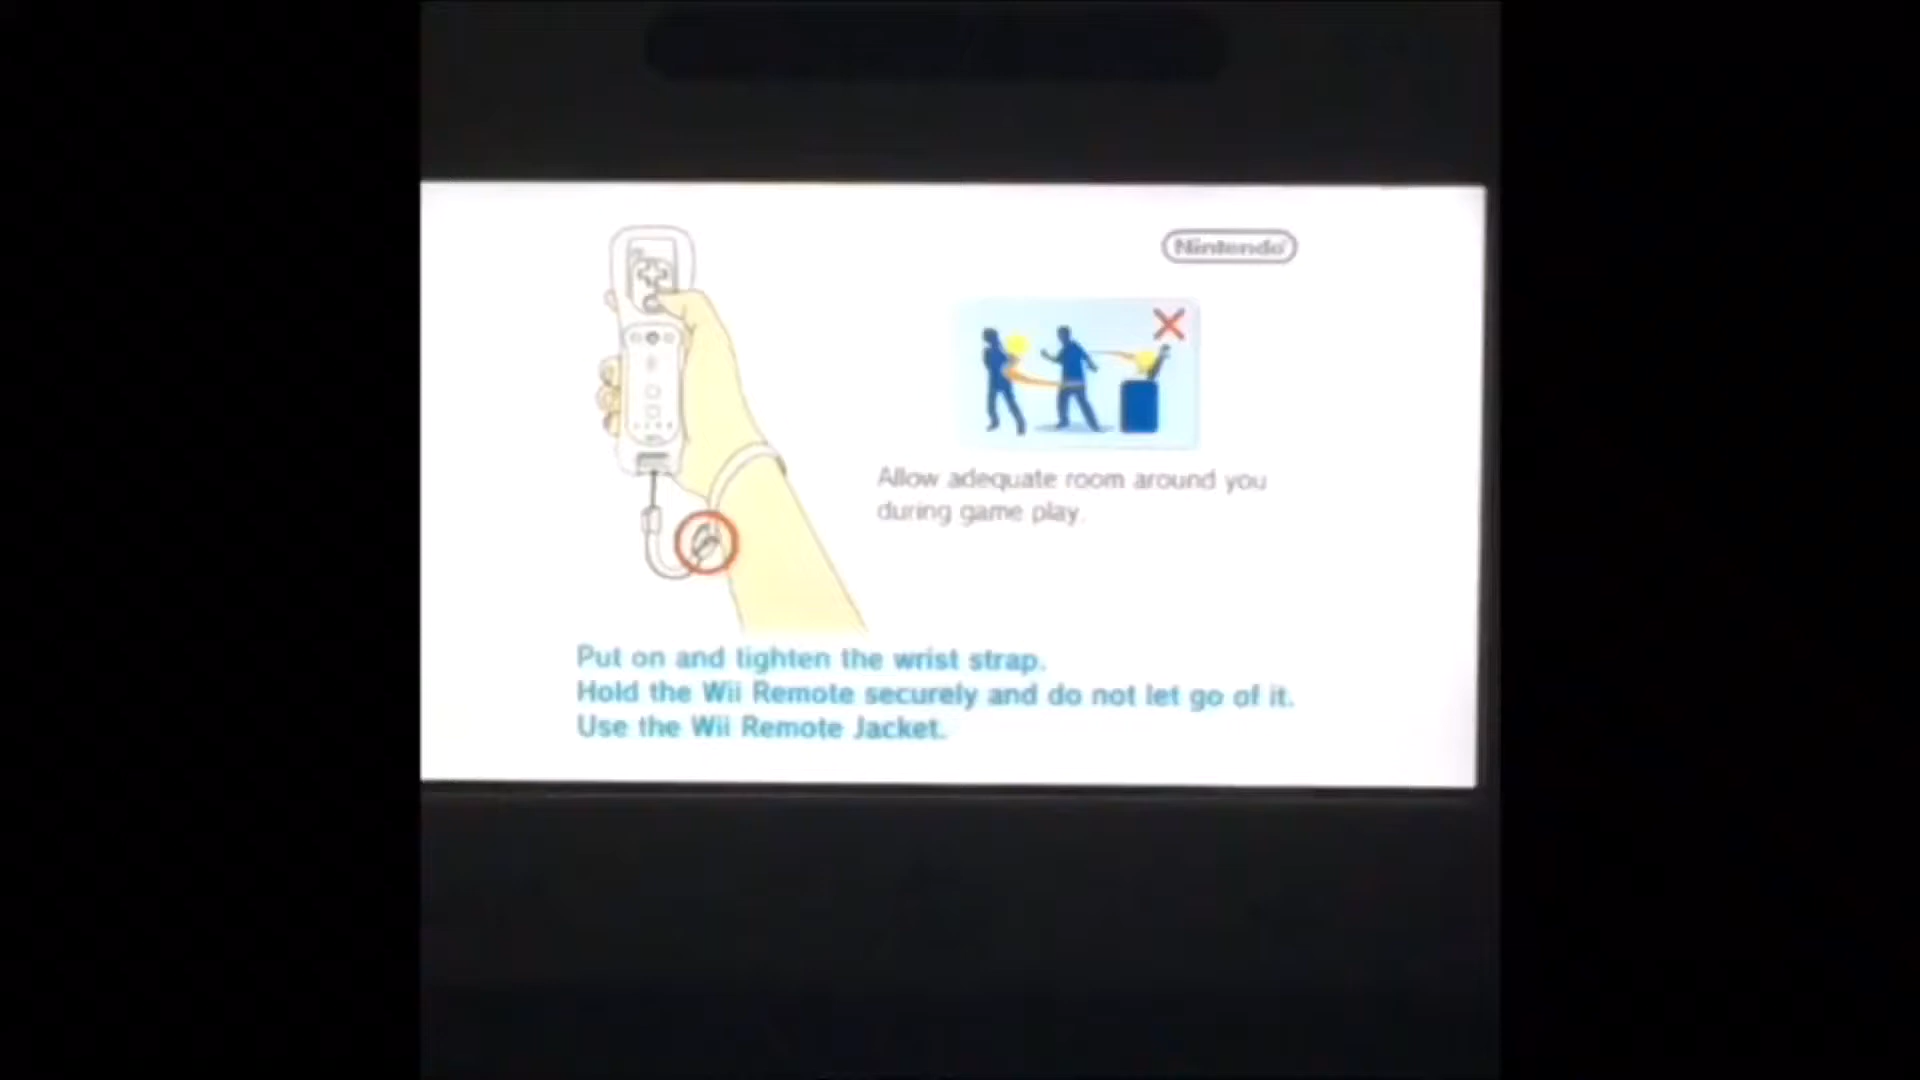 Nintendo
Allow adequate room around you
during game play.
Put on and tighten the wrist strap.
Hold the Wii Remote securely and do not let go of it.
Use the Wii Remote Jacket.